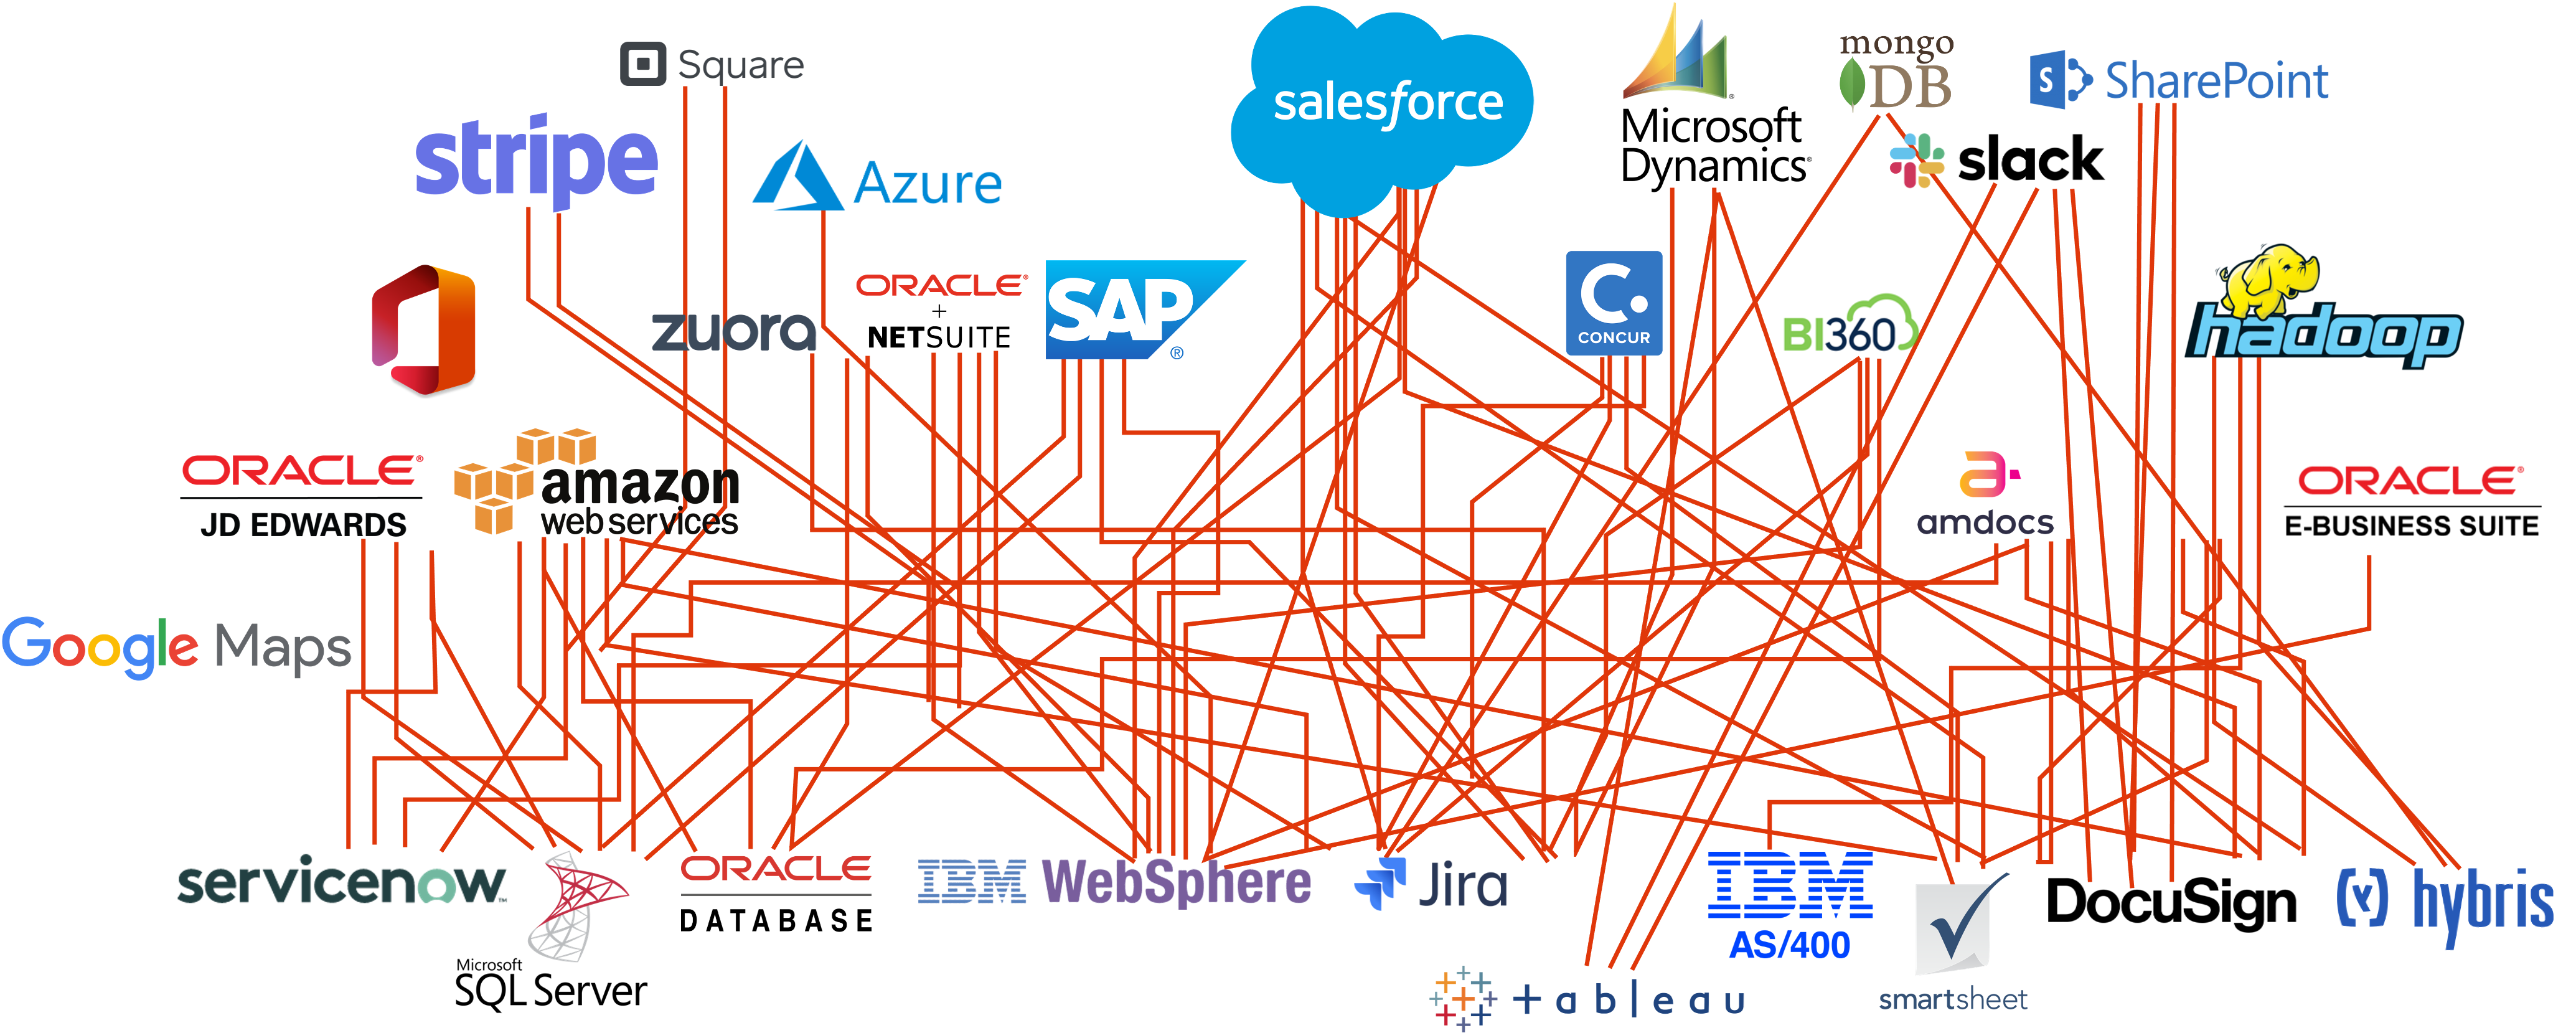 Square
salesforce
Microsoft
Dynamics®
mongo
DB
SharePoint
stripe
Azure
slack
zuora
ORACLE®
+
NETSUITE
SAP
®
C.
CONCUR
BI360
hadoop
ORACLE®
JD EDWARDS
amazon
web services
a
amdocs
ORACLE®
E-BUSINESS SUITE
Google Maps
servicenow™
Microsoft
SQL Server
ORACLE
DATABASE
IBM WebSphere
Jira
IBM
AS/400
+ableau
smartsheet
DocuSign
(y) hybris